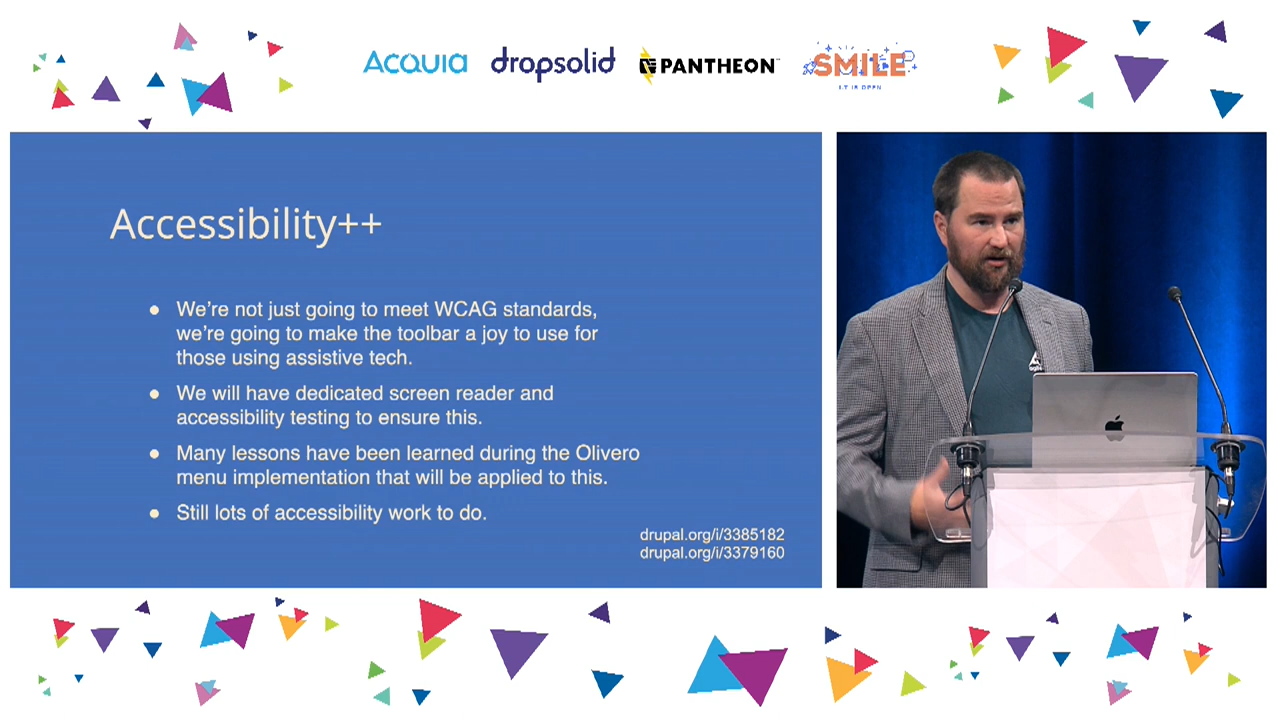 ACQUIA dropsolid PANTHEON SMILE
IT IS OPEN
Accessibility++
● We’re not just going to meet WCAG standards,
we’re going to make the toolbar a joy to use for
those using assistive tech.
● We will have dedicated screen reader and
accessibility testing to ensure this.
● Many lessons have been learned during the Olivero
menu implementation that will be applied to this.
● Still lots of accessibility work to do.
drupal.org/i/3385182
drupal.org/i/3379160